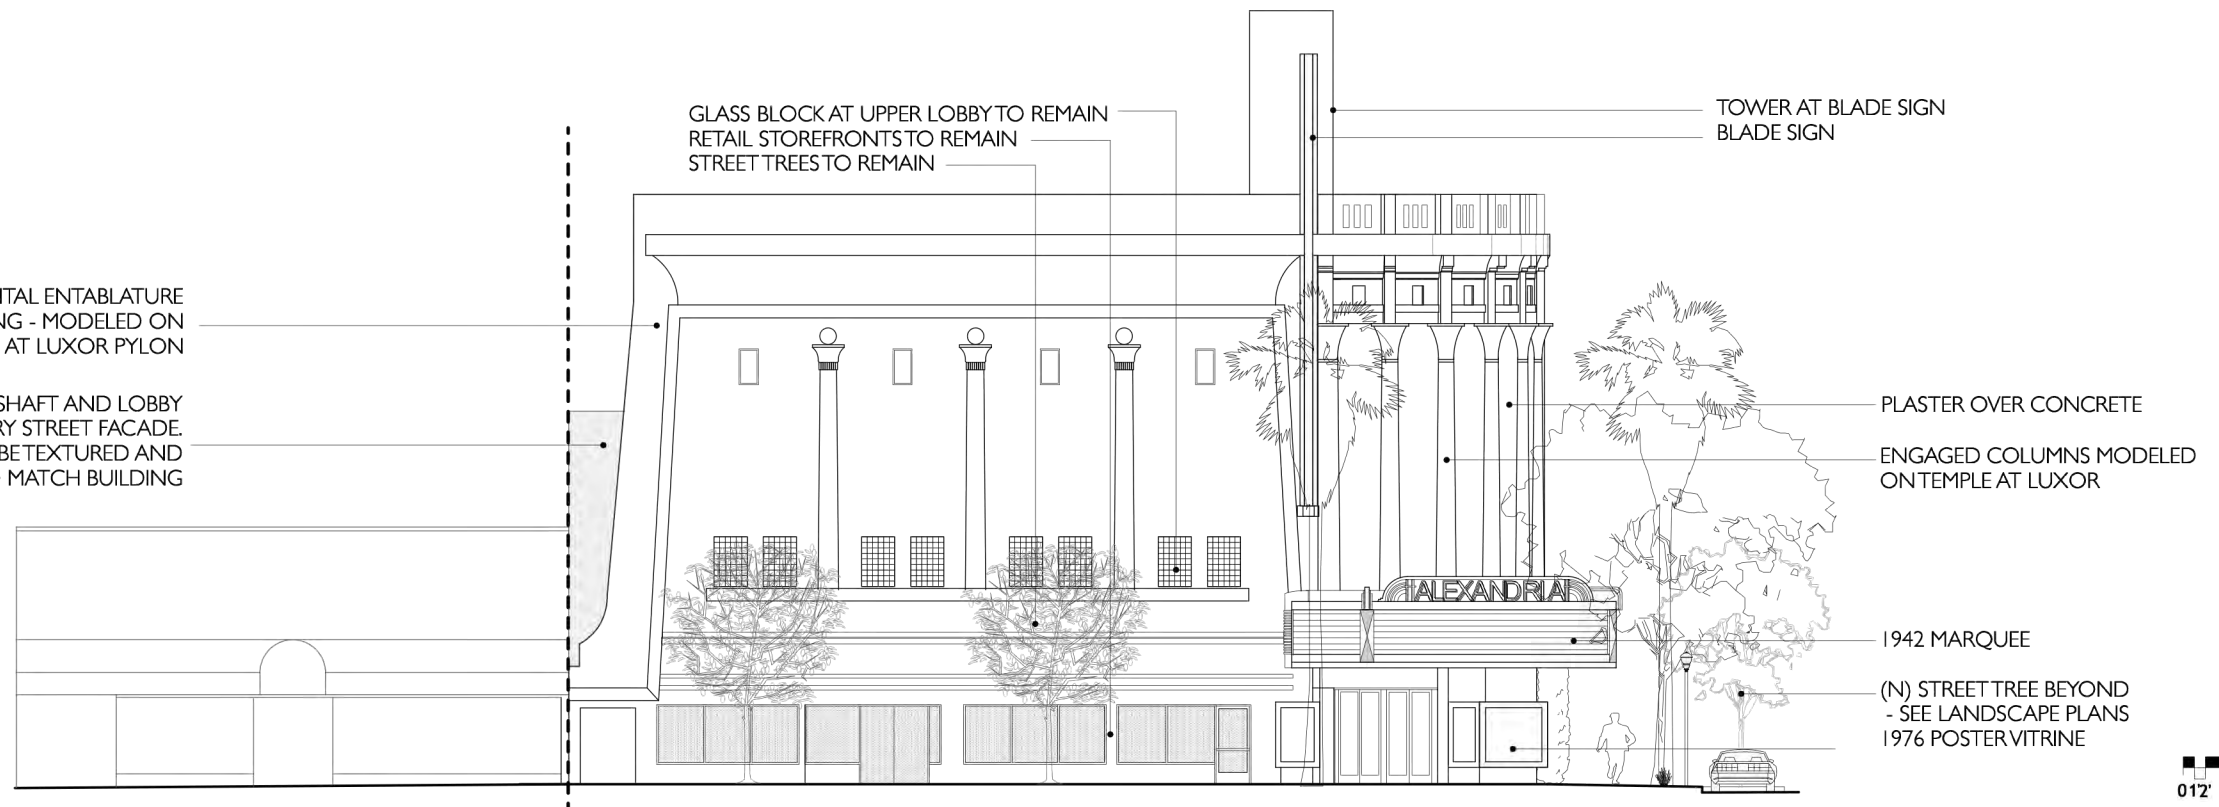 GLASS BLOCK AT UPPER LOBBY TO REMAIN
RETAIL STOREFRONTS TO REMAIN
STREET TREES TO REMAIN
TOWER AT BLADE SIGN
BLADE SIGN
ENTABLATURE
- MODELED ON
AT LUXOR PYLON
SHAFT AND LOBBY
STREET FACADE.
BE TEXTURED AND
MATCH BUILDING
PLASTER OVER CONCRETE
ENGAGED COLUMNS MODELED
ON TEMPLE AT LUXOR
ALEXANDRIA
1942 MARQUEE
(N) STREET TREE BEYOND
- SEE LANDSCAPE PLANS
1976 POSTER VITRINE
0 1' 2'